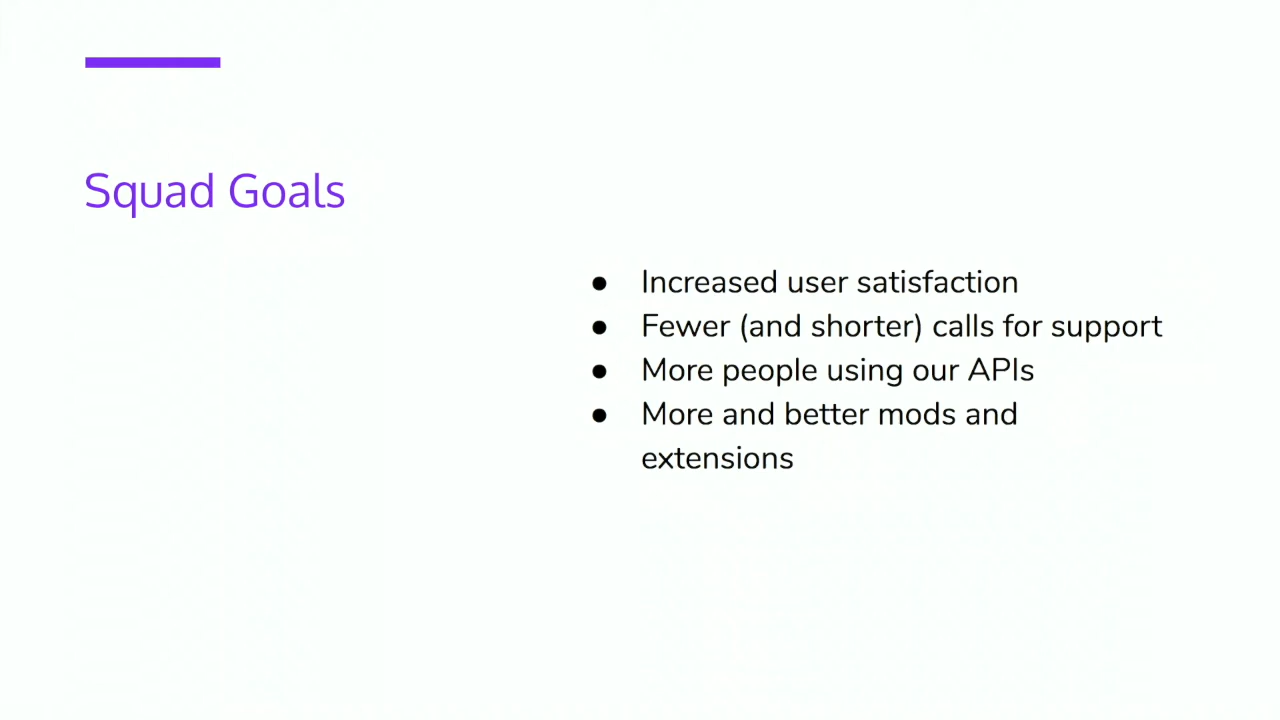 Squad Goals
● Increased user satisfaction
● Fewer (and shorter) calls for support
● More people using our APIs
● More and better mods and
extensions